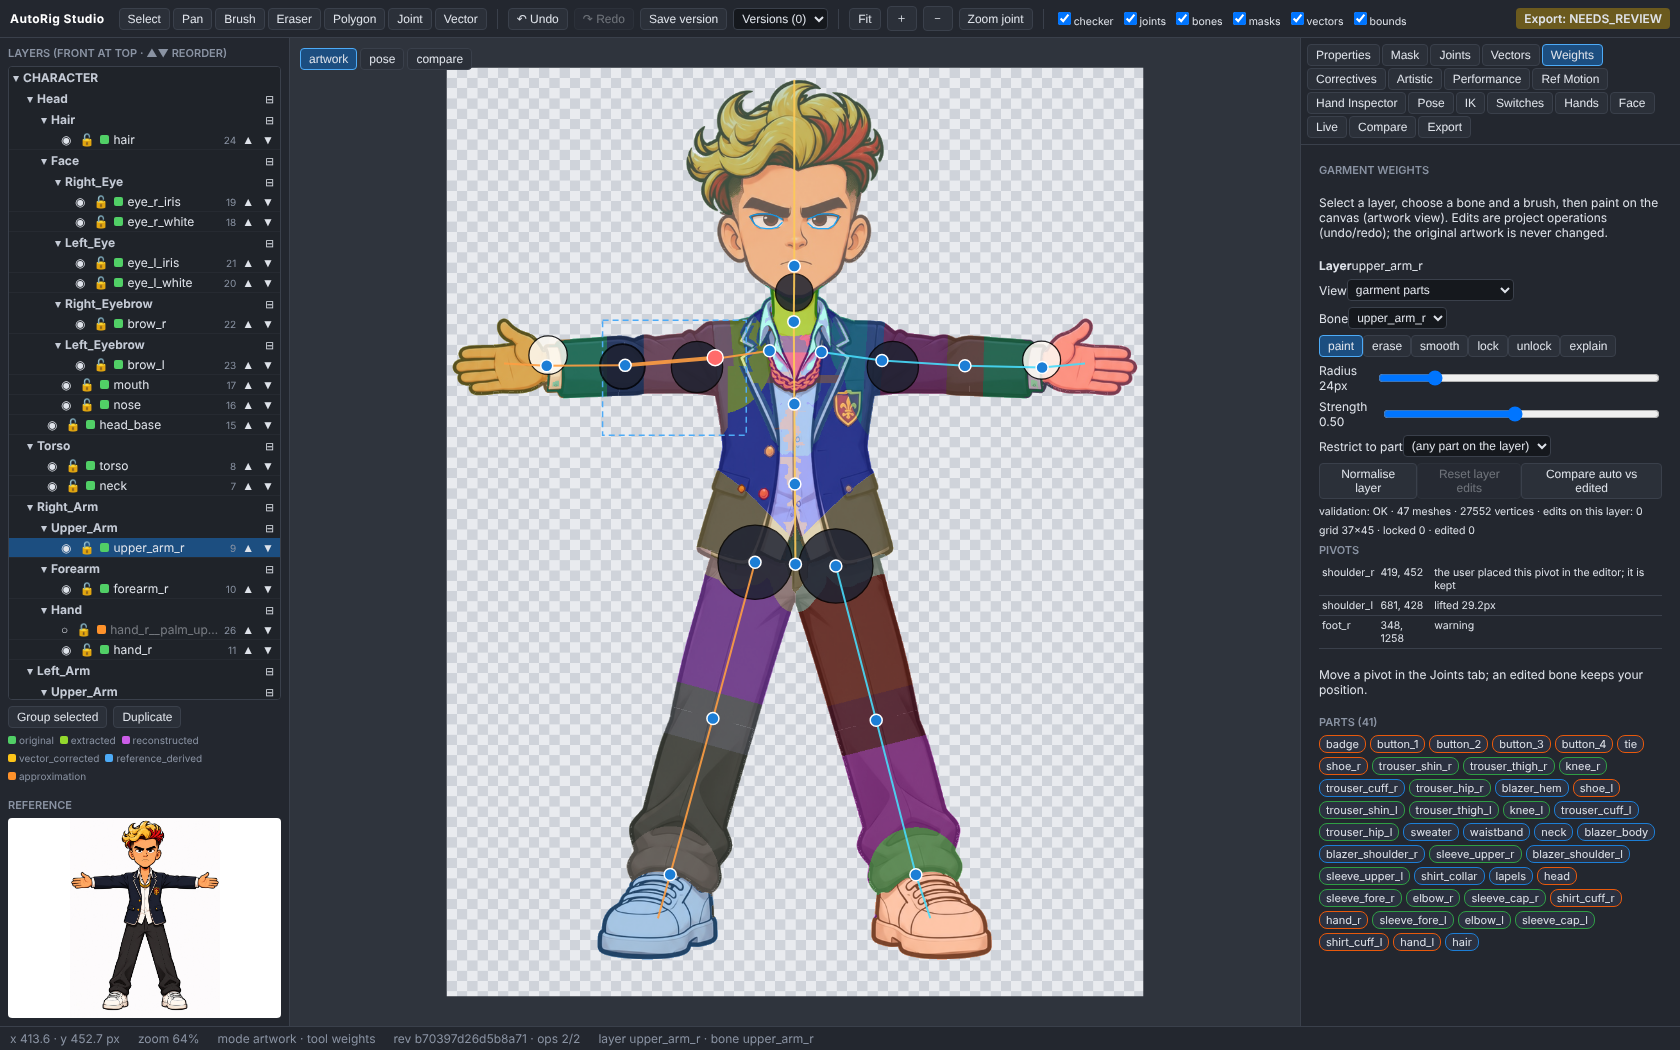 AutoRig Studio Select Pan Brush Eraser Polygon Joint Vector ↶ Undo ↷ Redo Save version Versions (0) Fit + − Zoom joint checker joints bones masks vectors bounds Export: NEEDS_REVIEW
LAYERS (FRONT AT TOP · ▲▼ REORDER)
▾ CHARACTER
▾ Head
▾ Hair
hair 24 ▲ ▼
▾ Face
▾ Right_Eye
eye_r_iris 19 ▲ ▼
eye_r_white 18 ▲ ▼
▾ Left_Eye
eye_l_iris 21 ▲ ▼
eye_l_white 20 ▲ ▼
▾ Right_Eyebrow
brow_r 22 ▲ ▼
▾ Left_Eyebrow
brow_l 23 ▲ ▼
mouth 17 ▲ ▼
nose 16 ▲ ▼
head_base 15 ▲ ▼
▾ Torso
torso 8 ▲ ▼
neck 7 ▲ ▼
▾ Right_Arm
▾ Upper_Arm
upper_arm_r 9 ▲ ▼
▾ Forearm
forearm_r 10 ▲ ▼
▾ Hand
hand_r__palm_up... 26 ▲ ▼
hand_r 11 ▲ ▼
▾ Left_Arm
▾ Upper_Arm
Group selected Duplicate
original extracted reconstructed
vector_corrected reference_derived
approximation
REFERENCE
artwork pose compare
Properties Mask Joints Vectors Weights
Correctives Artistic Performance Ref Motion
Hand Inspector Pose IK Switches Hands Face
Live Compare Export
GARMENT WEIGHTS
Select a layer, choose a bone and a brush, then paint on the
canvas (artwork view). Edits are project operations
(undo/redo); the original artwork is never changed.
Layerupper_arm_r
View garment parts
Bone upper_arm_r
paint erase smooth lock unlock explain
Radius
24px
Strength
0.50
Restrict to part (any part on the layer)
Normalise layer Reset layer edits Compare auto vs edited
validation: OK · 47 meshes · 27552 vertices · edits on this layer: 0
grid 37×45 · locked 0 · edited 0
PIVOTS
shoulder_r 419, 452 the user placed this pivot in the editor; it is kept
shoulder_l 681, 428 lifted 29.2px
foot_r 348, 1258 warning
Move a pivot in the Joints tab; an edited bone keeps your
position.
PARTS (41)
badge button_1 button_2 button_3 button_4 tie
shoe_r trouser_shin_r trouser_thigh_r knee_r
trouser_cuff_r trouser_hip_r blazer_hem shoe_l
trouser_shin_l trouser_thigh_l knee_l trouser_cuff_l
trouser_hip_l sweater waistband neck blazer_body
blazer_shoulder_r sleeve_upper_r blazer_shoulder_l
sleeve_upper_l shirt_collar lapels head
sleeve_fore_r elbow_r sleeve_cap_r shirt_cuff_r
hand_r sleeve_fore_l elbow_l sleeve_cap_l
shirt_cuff_l hand_l hair
x 413.6 · y 452.7 px zoom 64% mode artwork · tool weights rev b70397d26d5b8a71 · ops 2/2 layer upper_arm_r · bone upper_arm_r